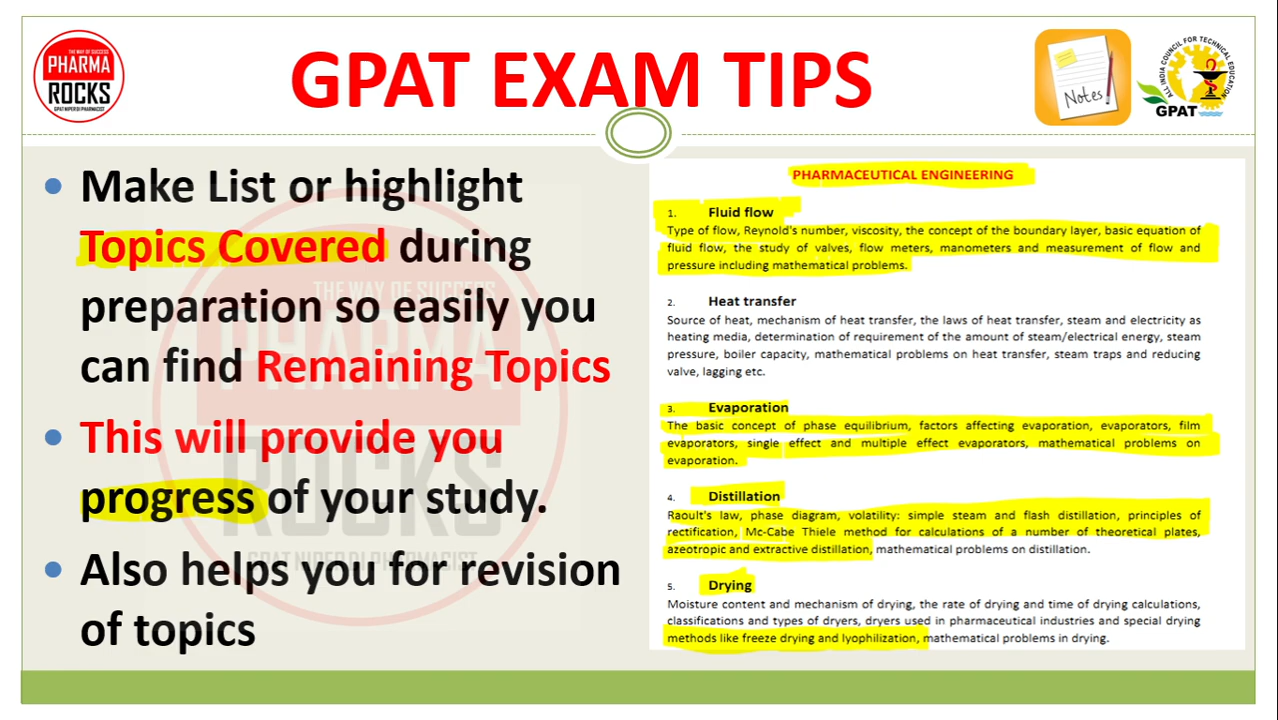 THE WAY OF SUCCESS
PHARMA
ROCKS
GPAT NIPER DI PHARMACIST
GPAT EXAM TIPS
Notes
ALL INDIA COUNCIL FOR TECHNICAL EDUCATION
GPAT
Make List or highlight
Topics Covered during
preparation so easily you
can find Remaining Topics
This will provide you
progress of your study.
Also helps you for revision
of topics
THE WAY OF SUCCESS
PHARMA
ROCKS
GPAT NIPER DI PHARMACIST
PHARMACEUTICAL ENGINEERING
1. Fluid flow
Type of flow, Reynold's number, viscosity, the concept of the boundary layer, basic equation of
fluid flow, the study of valves, flow meters, manometers and measurement of flow and
pressure including mathematical problems.
2. Heat transfer
Source of heat, mechanism of heat transfer, the laws of heat transfer, steam and electricity as
heating media, determination of requirement of the amount of steam/electrical energy, steam
pressure, boiler capacity, mathematical problems on heat transfer, steam traps and reducing
valve, lagging etc.
3. Evaporation
The basic concept of phase equilibrium, factors affecting evaporation, evaporators, film
evaporators, single effect and multiple effect evaporators, mathematical problems on
evaporation.
4. Distillation
Raoult's law, phase diagram, volatility: simple steam and flash distillation, principles of
rectification, Mc-Cabe Thiele method for calculations of a number of theoretical plates,
azeotropic and extractive distillation, mathematical problems on distillation.
5. Drying
Moisture content and mechanism of drying, the rate of drying and time of drying calculations,
classifications and types of dryers, dryers used in pharmaceutical industries and special drying
methods like freeze drying and lyophilization, mathematical problems in drying.